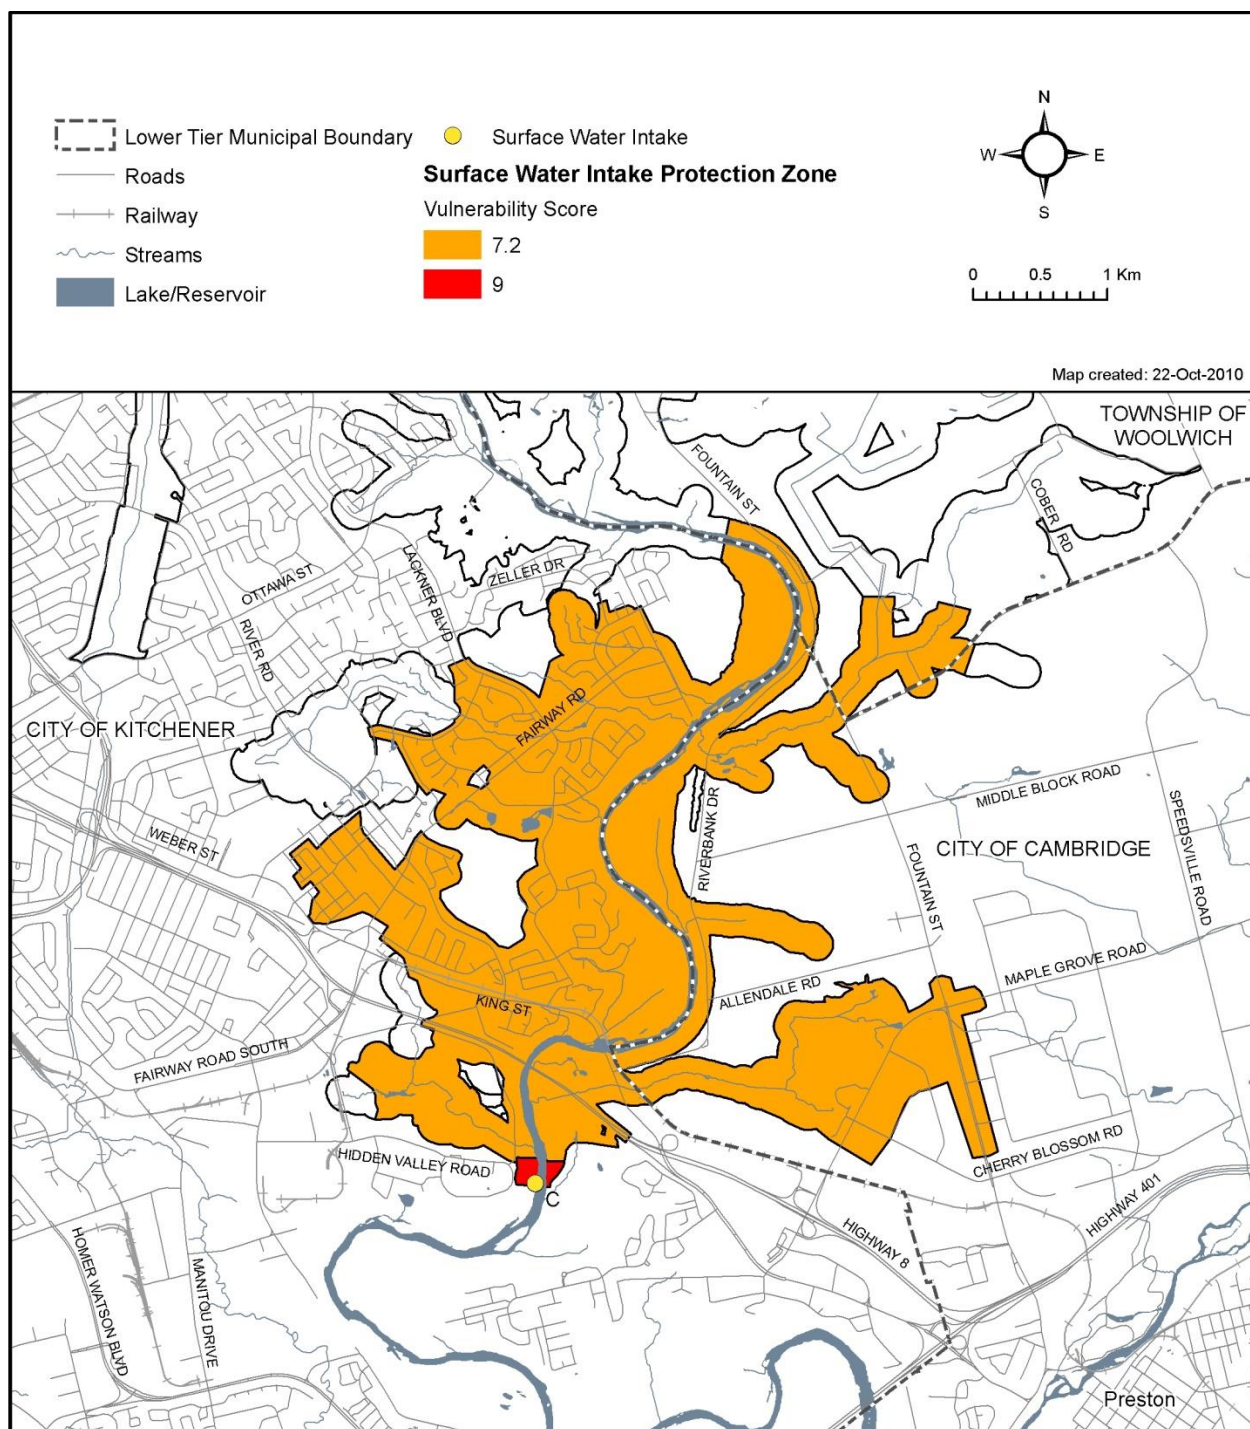 Lower Tier Municipal Boundary
Roads
Railway
Streams
Lake/Reservoir
Surface Water Intake
Surface Water Intake Protection Zone
Vulnerability Score
7.2
9
N
W
E
S
0 0.5 1 Km
Map created: 22-Oct-2010
TOWNSHIP OF
WOOLWICH
FOUNTAIN ST
COBER RD
LACKNER BLVD
ZELLER DR
OTTAWA ST
RIVER RD
CITY OF KITCHENER
FAIRWAY RD
MIDDLE BLOCK ROAD
SPEEDSVILLE ROAD
WEBER ST
RIVERBANK DR
CITY OF CAMBRIDGE
FOUNTAIN ST
MAPLE GROVE ROAD
ALLENDALE RD
KING ST
FAIRWAY ROAD SOUTH
HIDDEN VALLEY ROAD
CHERRY BLOSSOM RD
C
HIGHWAY 401
HIGHWAY 8
HOMER WATSON BLVD
MANITOU DRIVE
Preston